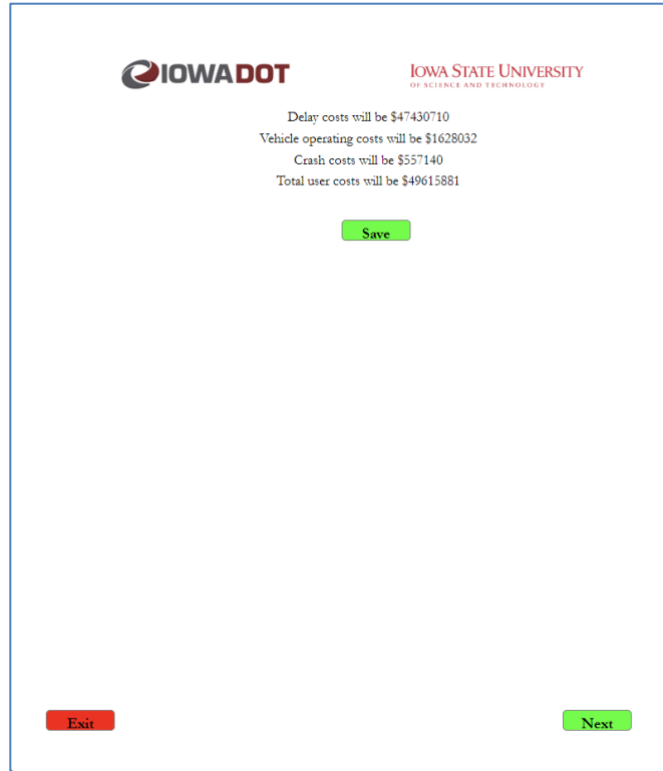 IOWADOT
IOWA STATE UNIVERSITY
OF SCIENCE AND TECHNOLOGY
Delay costs will be $47430710
Vehicle operating costs will be $1628032
Crash costs will be $557140
Total user costs will be $49615881
Save
Exit
Next